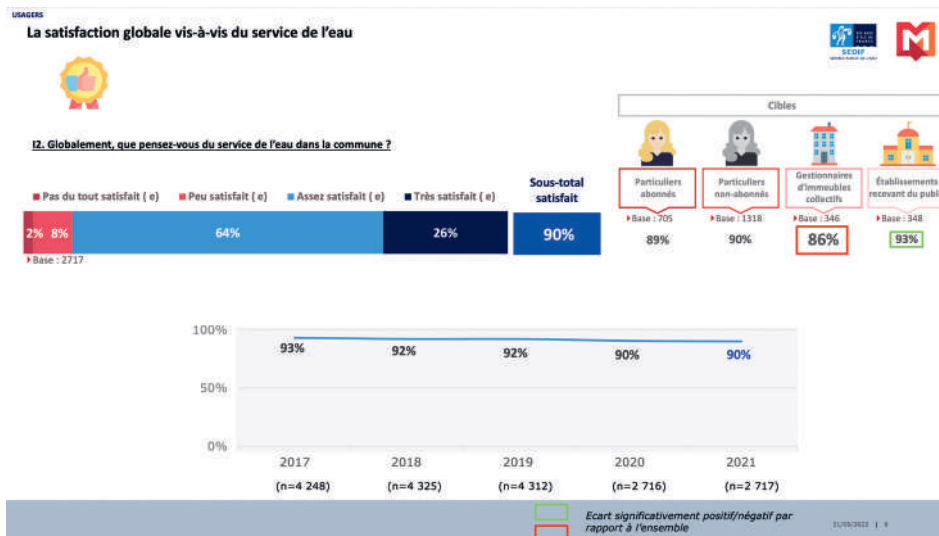 USAGERS
La satisfaction globale vis-à-vis du service de l'eau
SEDIF
M
Cibles
I2. Globalement, que pensez-vous du service de l'eau dans la commune ?
Particuliers abonnés
Particuliers non-abonnés
Gestionnaires d'immeubles collectifs
Établissements recevant du publ
Pas du tout satisfait ( e)
Peu satisfait ( e)
Assez satisfait ( e)
Très satisfait ( e)
Sous-total satisfait
Base : 705
Base : 1318
Base : 346
Base : 348
2% 8% 64% 26% 90%
89% 90% 86% 93%
Base : 2717
100%
50%
0%
93% 92% 92% 90% 90%
2017 2018 2019 2020 2021
(n=4 248) (n=4 325) (n=4 312) (n=2 716) (n=2 717)
Ecart significativement positif/négatif par
rapport à l'ensemble